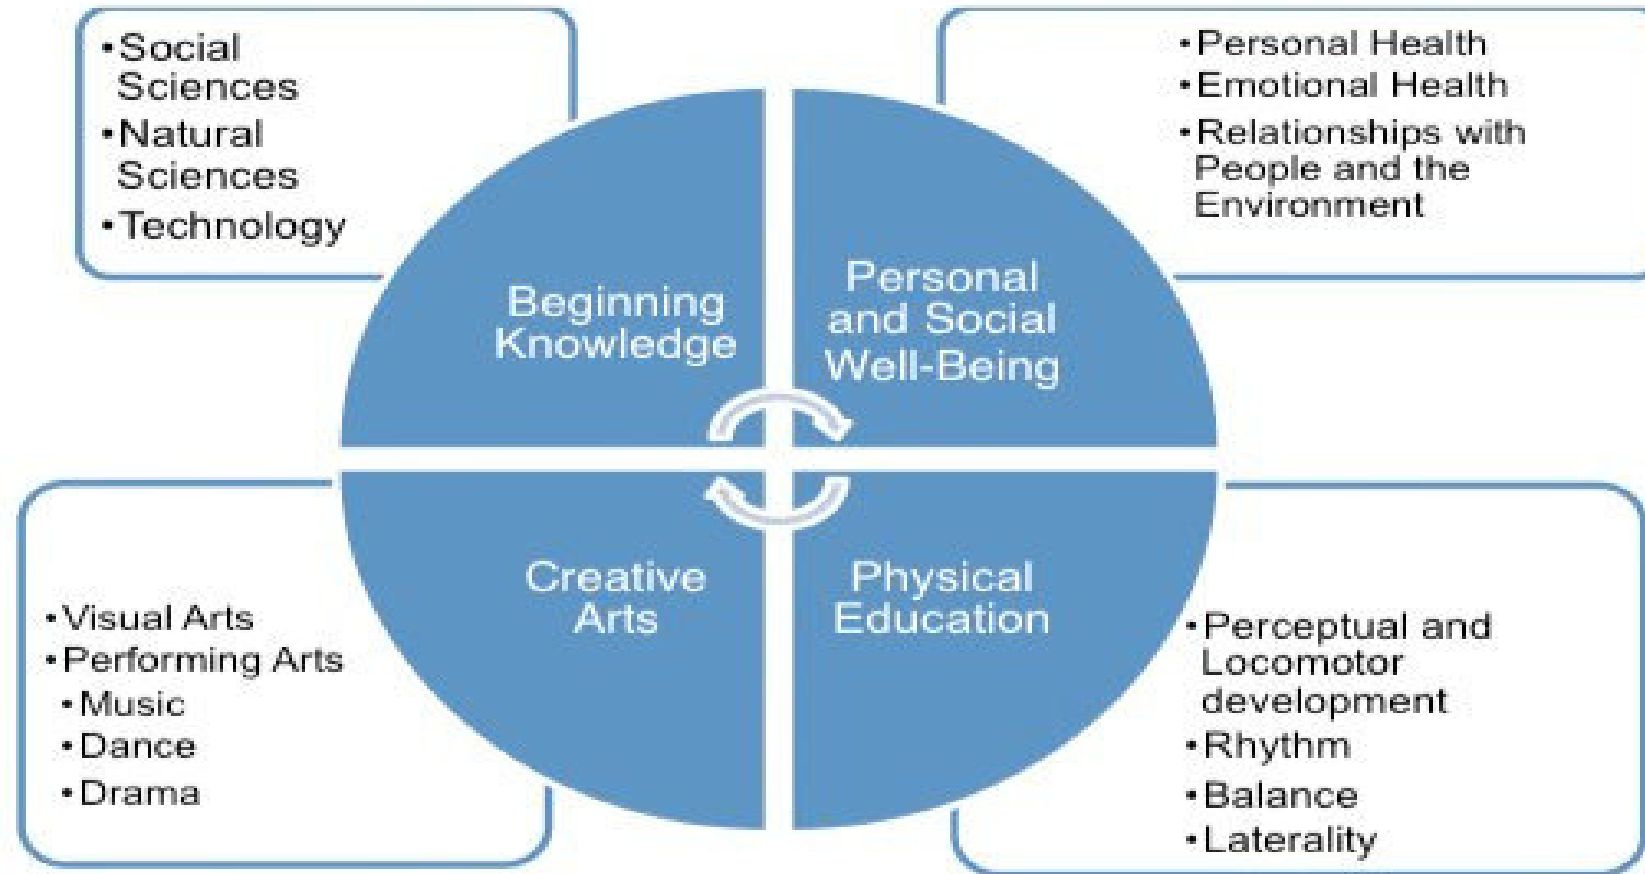 •Social
Sciences
•Natural
Sciences
•Technology
•Personal Health
•Emotional Health
•Relationships with
People and the
Environment
Beginning
Knowledge
Personal
and Social
Well-Being
Creative
Arts
Physical
Education
•Visual Arts
•Performing Arts
•Music
•Dance
•Drama
•Perceptual and
Locomotor
development
•Rhythm
•Balance
•Laterality